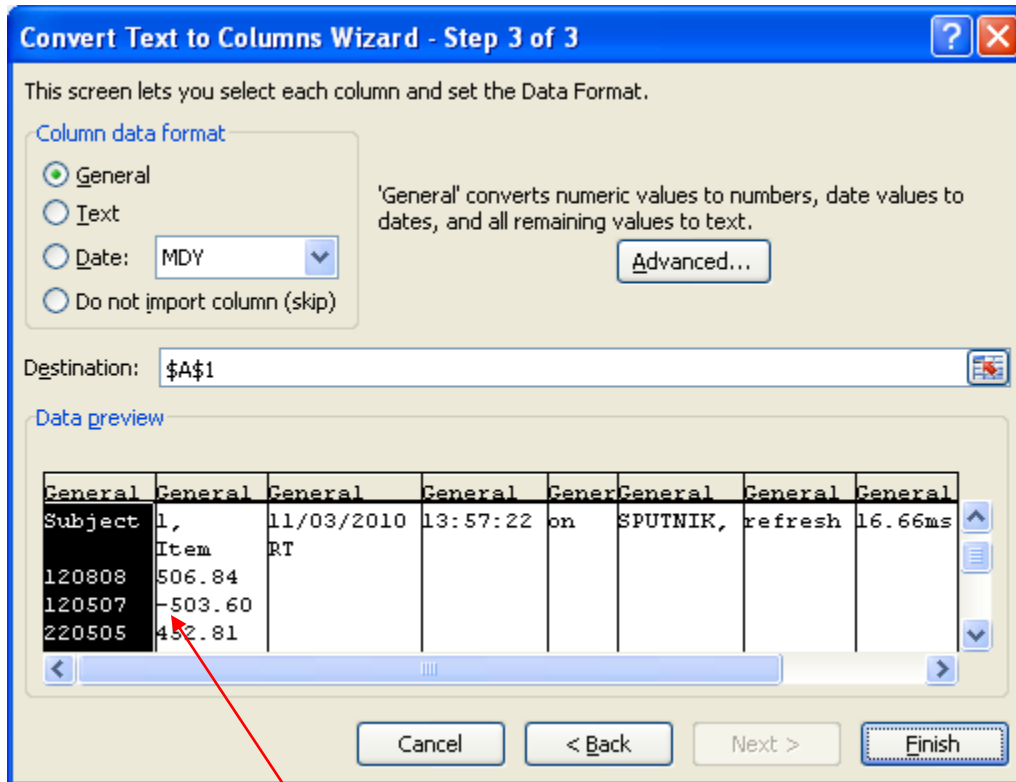 Convert Text to Columns Wizard - Step 3 of 3
?
This screen lets you select each column and set the Data Format.
Column data format
General
Text
Date: MDY
Do not import column (skip)
'General' converts numeric values to numbers, date values to
dates, and all remaining values to text.
Advanced...
Destination: $A$1
Data preview
General General General General Gener General General General
Subject 1, 11/03/2010 13:57:22 on SPUTNIK, refresh 16.66ms
Item RT
120808 506.84
120507 -503.60
220505 452.81
Cancel < Back Next > Finish